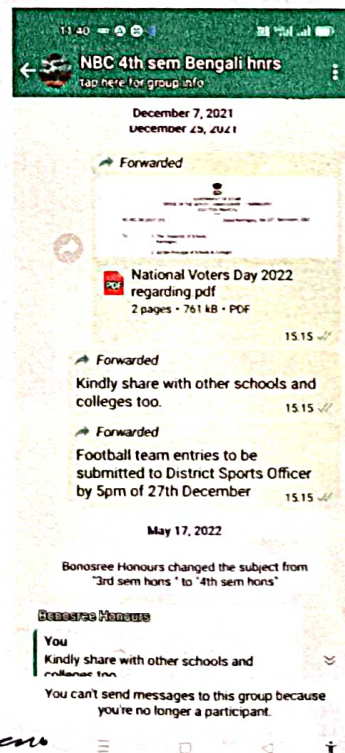 11.40
NBC 4th sem Bengali hnrs
tap here for group info
December 7, 2021
December 25, 2021
Forwarded
National Voters Day 2022
regarding.pdf
PDF
2 pages • 761 kB • PDF
15.15
Forwarded
Kindly share with other schools and
colleges too.
15.15
Forwarded
Football team entries to be
submitted to District Sports Officer
by 5pm of 27th December
15.15
May 17, 2022
Bonosree Honours changed the subject from
"3rd sem hons " to "4th sem hons"
Bonosree Honours
You
Kindly share with other schools and
colleges too
You can't send messages to this group because
you're no longer a participant.